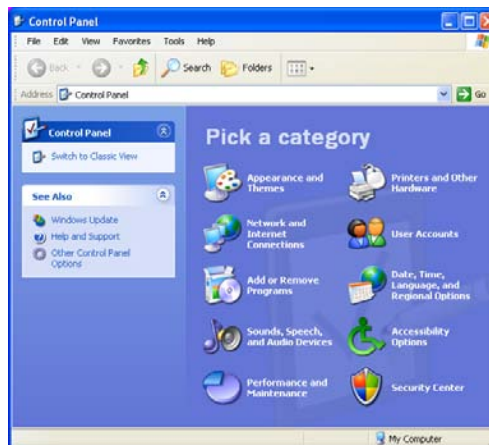 Control Panel
File Edit View Favorites Tools Help
Back Search Folders
Address Control Panel Go
Control Panel
Switch to Classic View
See Also
Windows Update
Help and Support
Other Control Panel
Options
Pick a category
Appearance and
Themes
Printers and Other
Hardware
Network and
Internet
Connections
User Accounts
Add or Remove
Programs
Date, Time,
Language, and
Regional Options
Sounds, Speech,
and Audio Devices
Accessibility
Options
Performance and
Maintenance
Security Center
My Computer